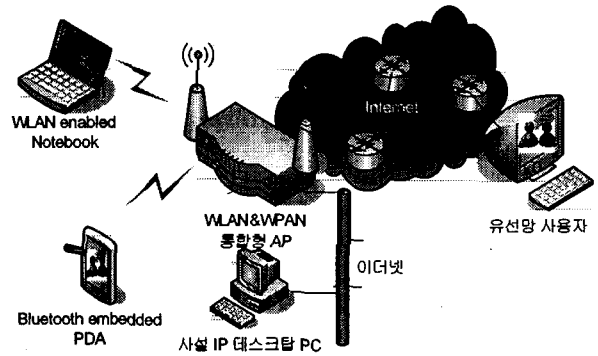 Internet
WLAN enabled
Notebook
WLAN&WPAN
통합형 AP
유선망 사용자
이더넷
Bluetooth embedded
PDA
사설 IP 데스크탑 PC